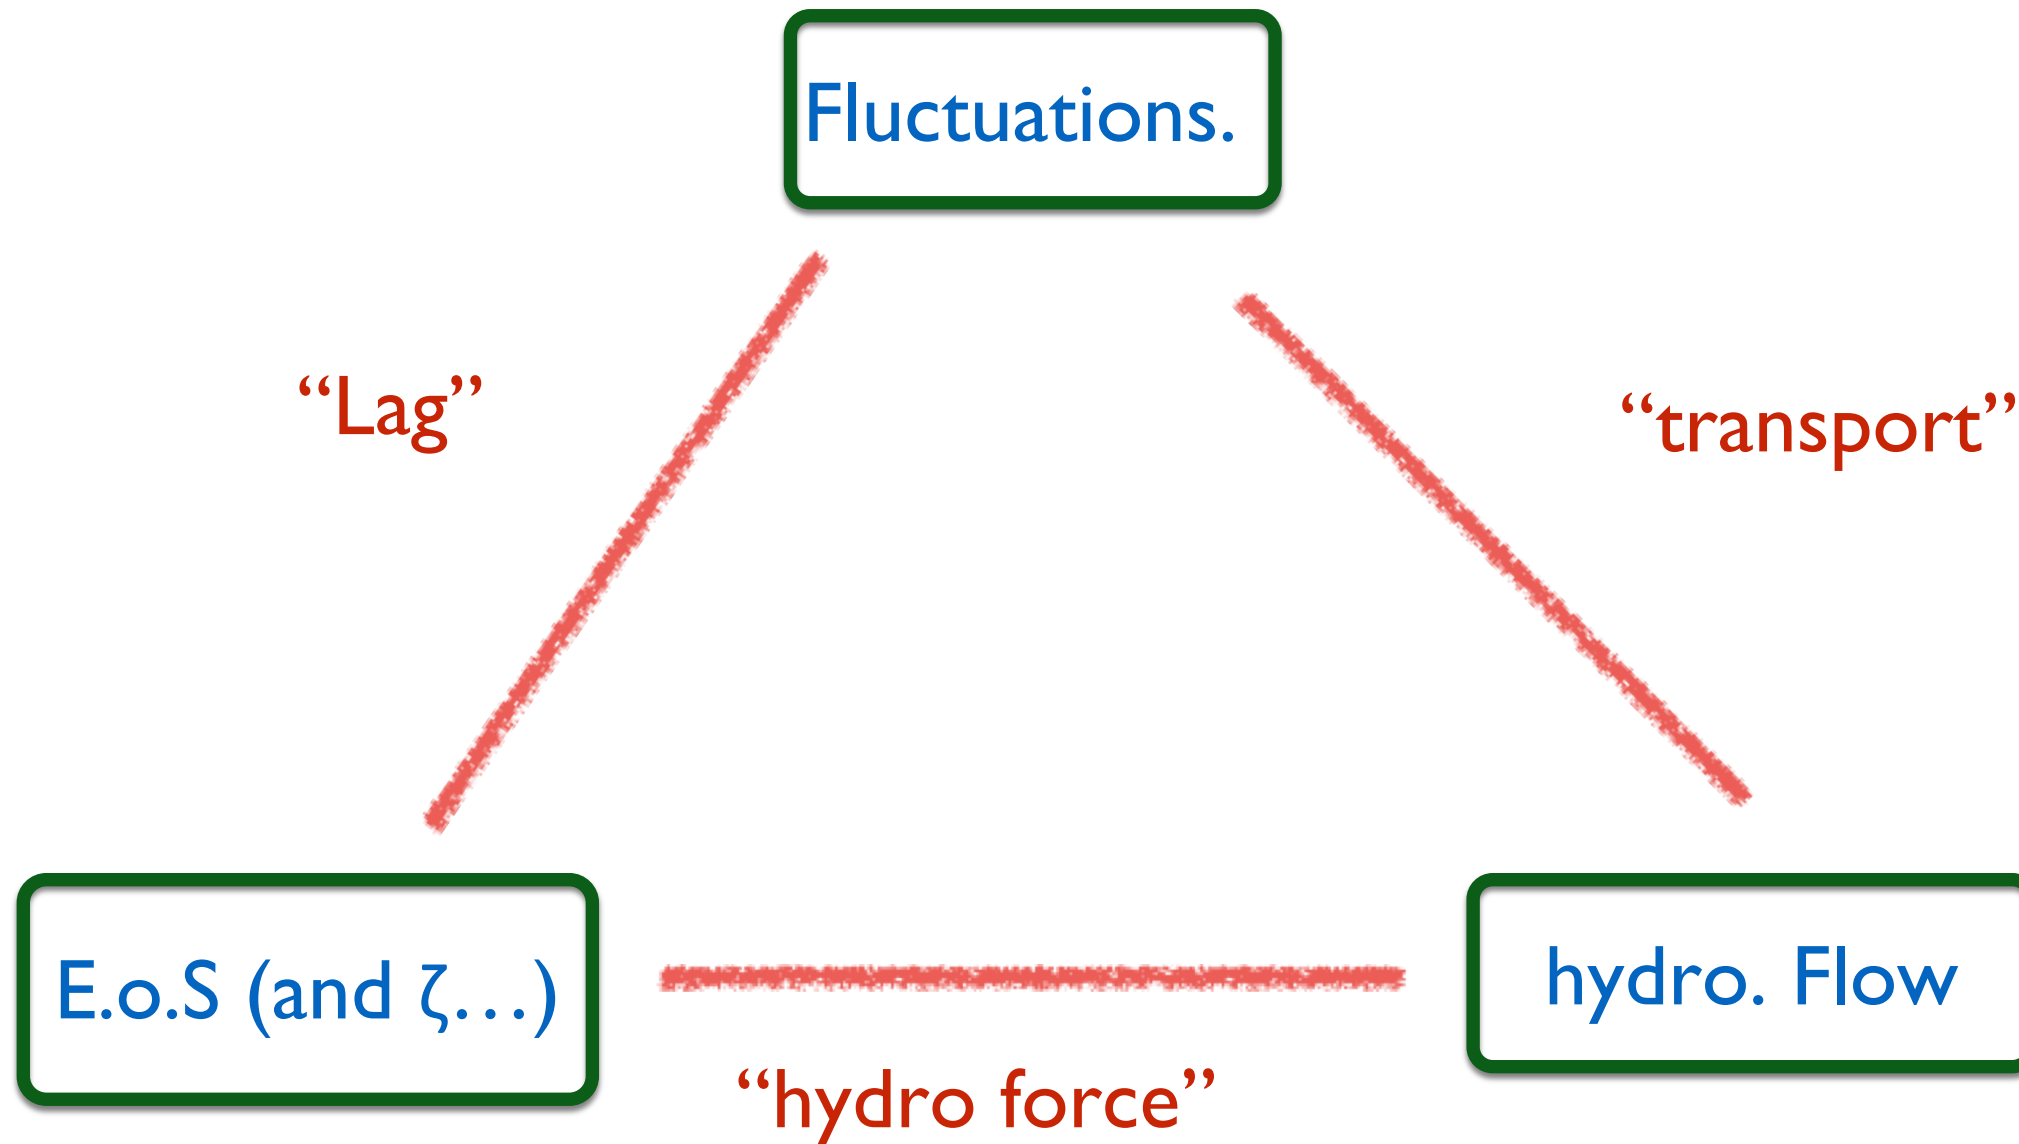 Fluctuations.
“Lag”
“transport”
E.o.S (and ζ…)
hydro. Flow
“hydro force”